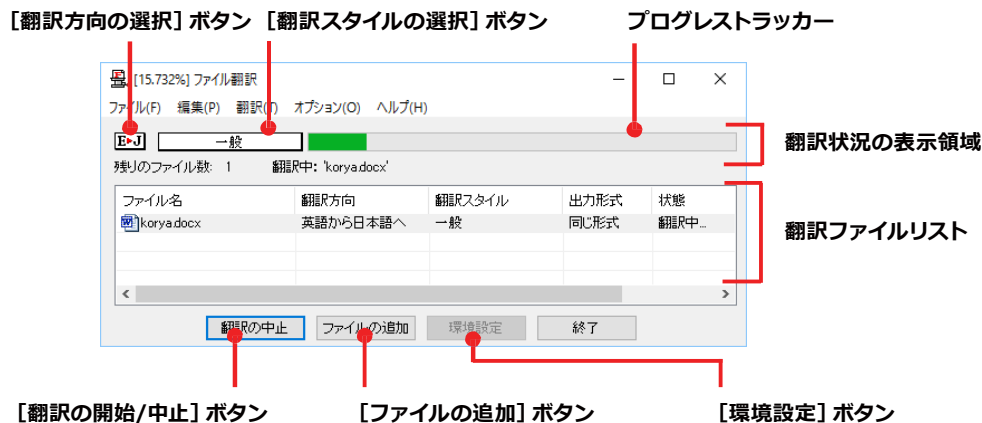 ［翻訳方向の選択］ボタン ［翻訳スタイルの選択］ボタン プログレストラッカー
[15.732%] ファイル翻訳
ファイル(F) 編集(P) 翻訳(T) オプション(O) ヘルプ(H)
E▸J 一般
翻訳状況の表示領域
残りのファイル数: 1 翻訳中: 'korya.docx'
ファイル名 翻訳方向 翻訳スタイル 出力形式 状態
korya.docx 英語から日本語へ 一般 同じ形式 翻訳中...
翻訳ファイルリスト
翻訳の中止 ファイルの追加 環境設定 終了
［翻訳の開始/中止］ボタン ［ファイルの追加］ボタン ［環境設定］ボタン